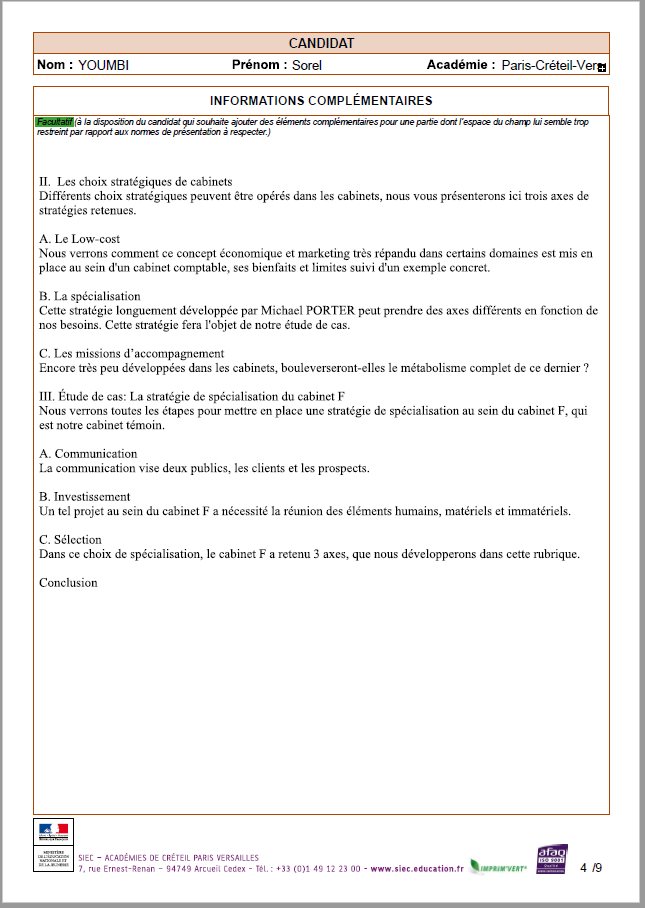 CANDIDAT
Nom : YOUMBI Prénom : Sorel Académie : Paris-Créteil-Vers
INFORMATIONS COMPLÉMENTAIRES
Facultatif (à la disposition du candidat qui souhaite ajouter des éléments complémentaires pour une partie dont l'espace du champ lui semble trop
restreint par rapport aux normes de présentation à respecter.)
II. Les choix stratégiques de cabinets
Différents choix stratégiques peuvent être opérés dans les cabinets, nous vous présenterons ici trois axes de
stratégies retenues.
A. Le Low-cost
Nous verrons comment ce concept économique et marketing très répandu dans certains domaines est mis en
place au sein d'un cabinet comptable, ses bienfaits et limites suivi d'un exemple concret.
B. La spécialisation
Cette stratégie longuement développée par Michael PORTER peut prendre des axes différents en fonction de
nos besoins. Cette stratégie fera l'objet de notre étude de cas.
C. Les missions d’accompagnement
Encore très peu développées dans les cabinets, bouleverseront-elles le métabolisme complet de ce dernier ?
III. Étude de cas: La stratégie de spécialisation du cabinet F
Nous verrons toutes les étapes pour mettre en place une stratégie de spécialisation au sein du cabinet F, qui
est notre cabinet témoin.
A. Communication
La communication vise deux publics, les clients et les prospects.
B. Investissement
Un tel projet au sein du cabinet F a nécessité la réunion des éléments humains, matériels et immatériels.
C. Sélection
Dans ce choix de spécialisation, le cabinet F a retenu 3 axes, que nous développerons dans cette rubrique.
Conclusion
MINISTÈRE
DE L'ÉDUCATION
NATIONALE ET
DE LA JEUNESSE
SIEC – ACADÉMIES DE CRÉTEIL PARIS VERSAILLES
7, rue Ernest-Renan – 94749 Arcueil Cedex - Tél. : +33 (0)1 49 12 23 00 - www.siec.education.fr
IMPRIM'VERT®
afaq
ISO 9001
Qualité
4 /9